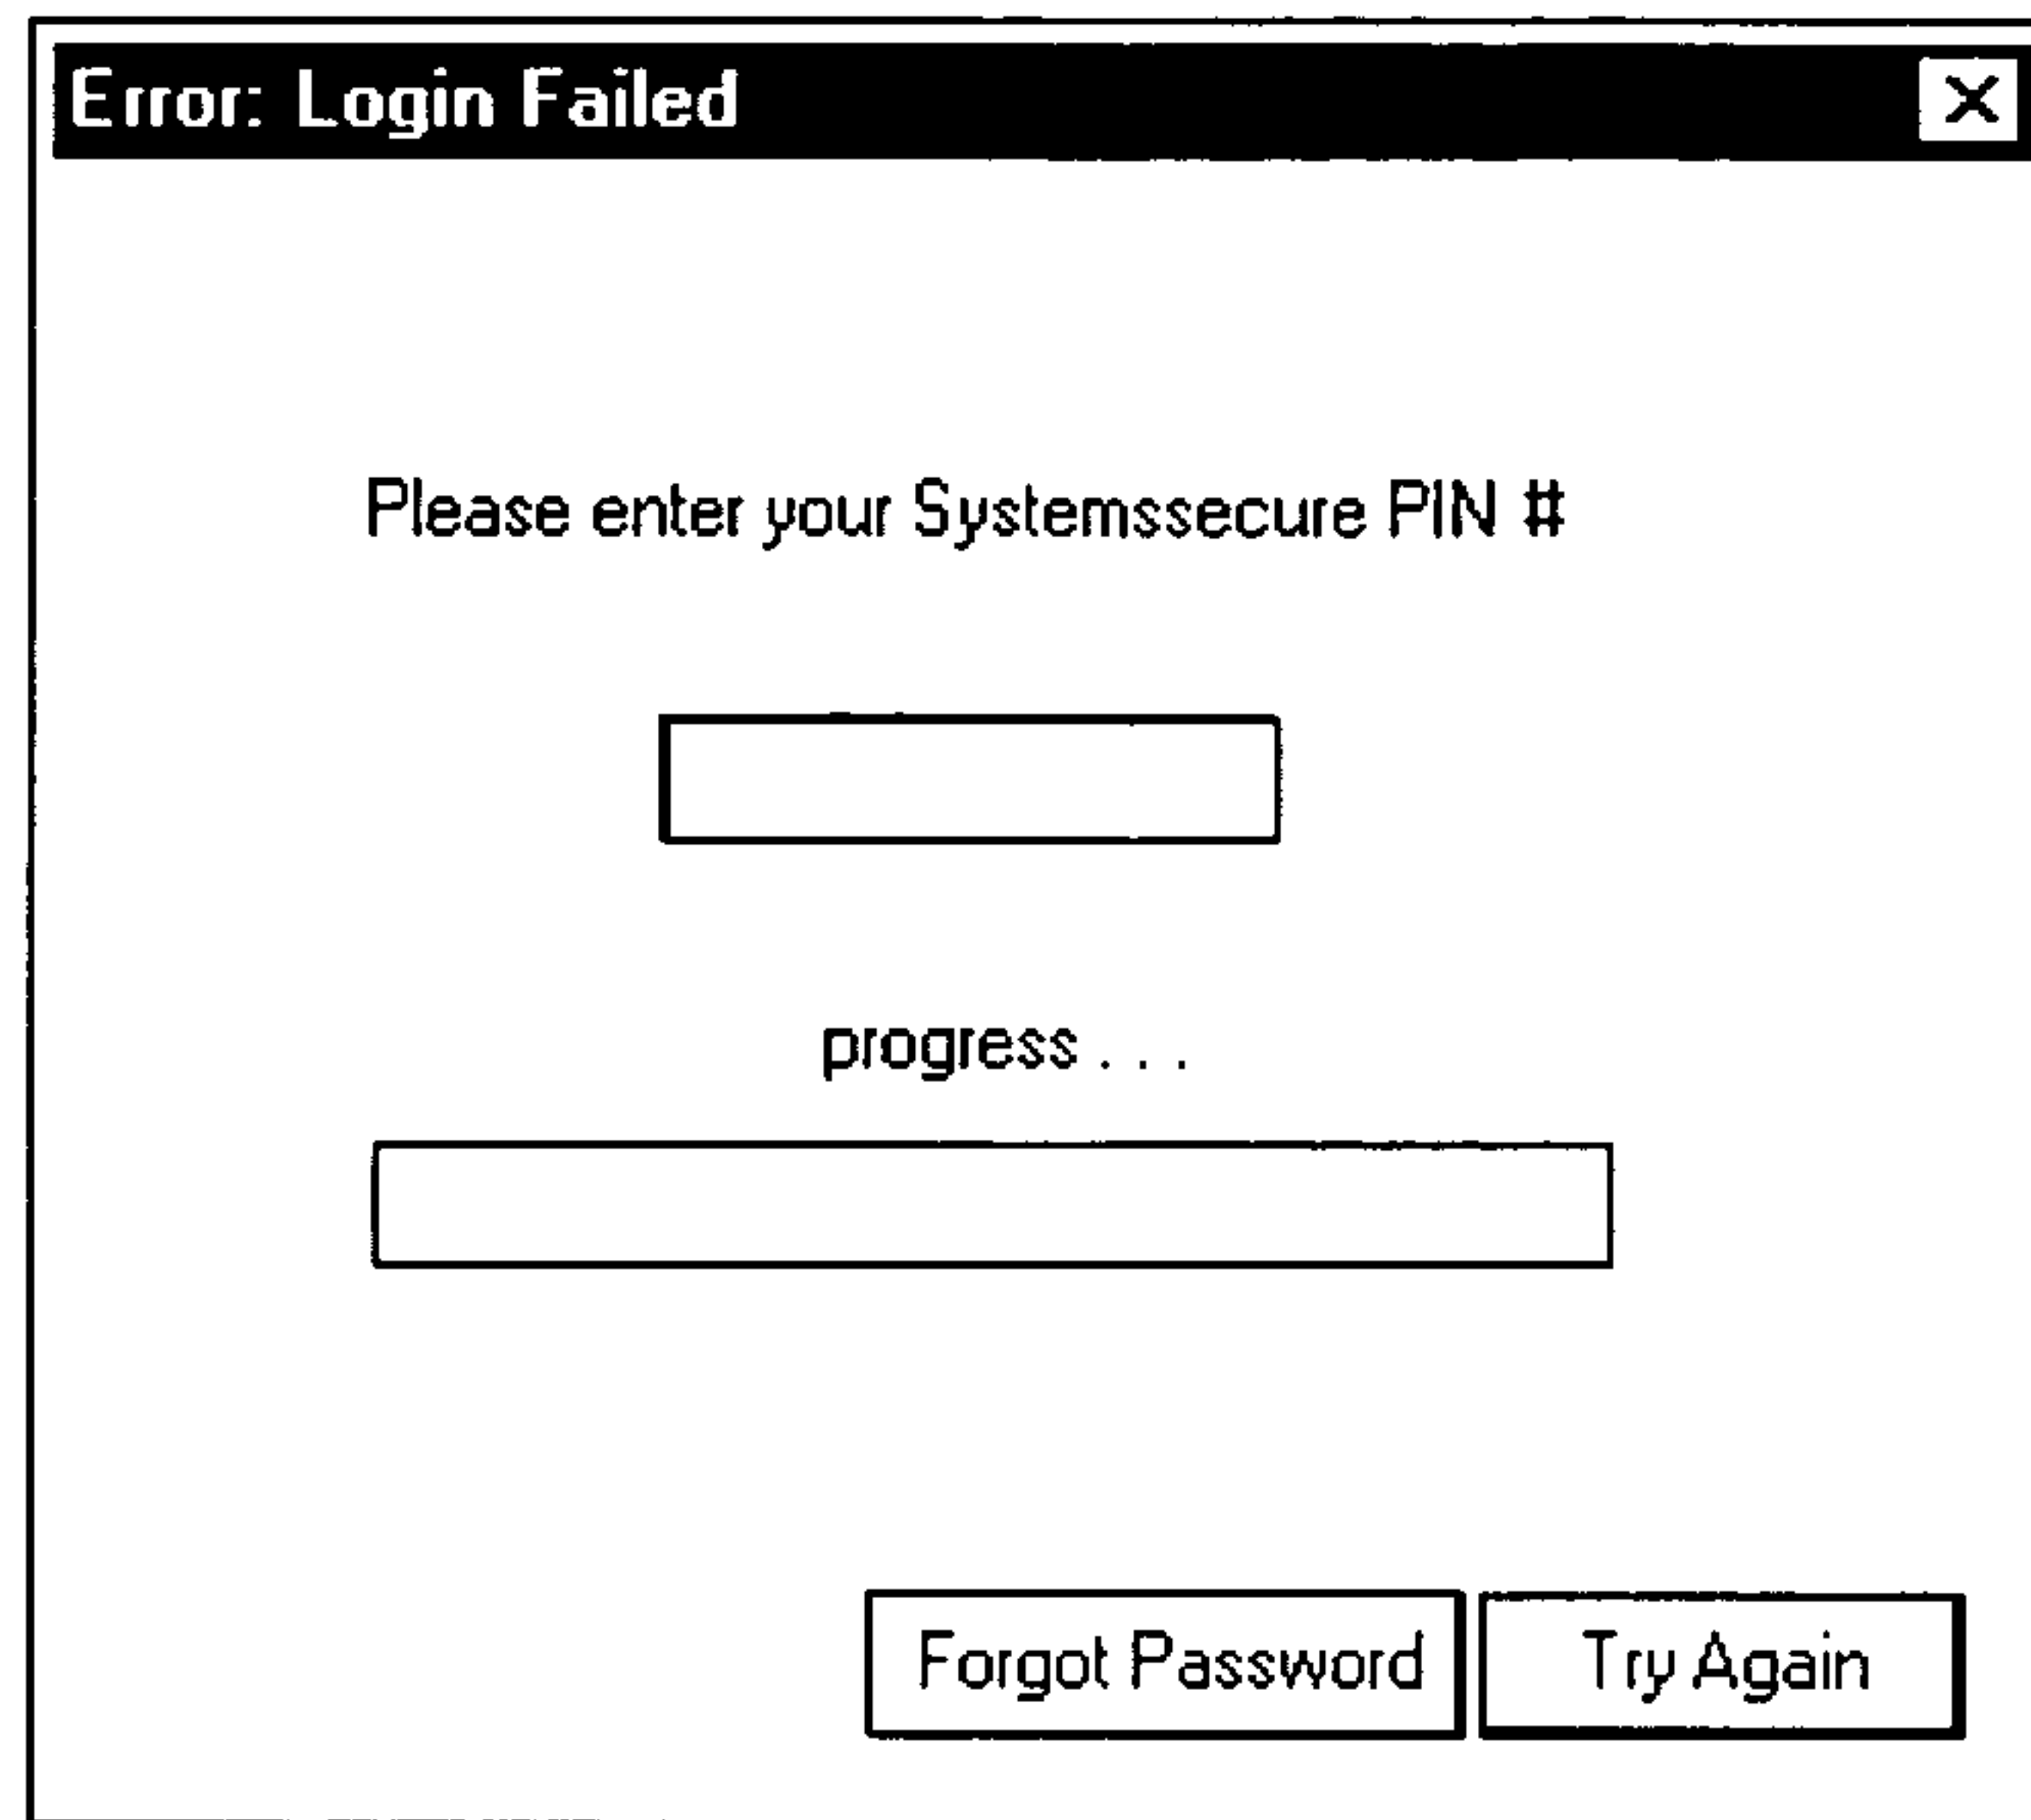 Error: Login Failed
Please enter your Systemssecure PIN #
progress . . .
Forgot Password
Try Again